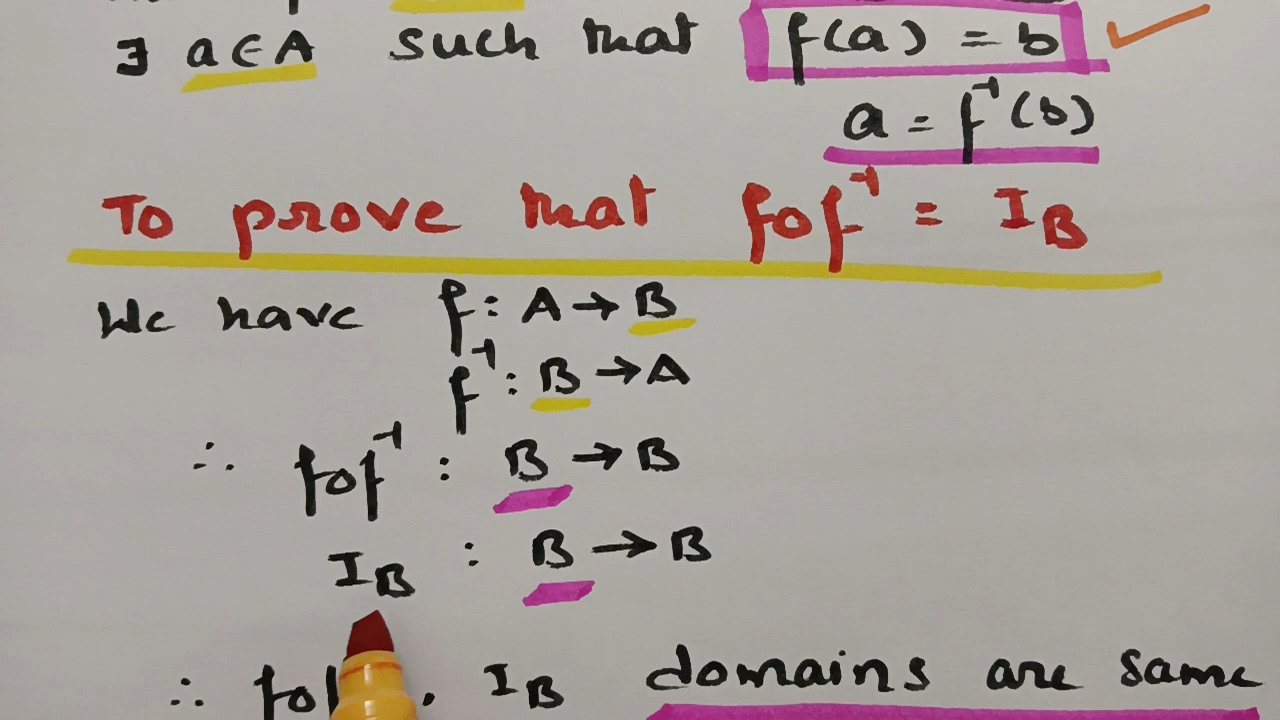 ∃ a∈A such that f(a) = b
a = f⁻¹(b)
To prove that fof⁻¹ = I_B
We have f : A → B
f⁻¹ : B → A
∴ fof⁻¹ : B → B
I_B : B → B
∴ , I_B domains are same